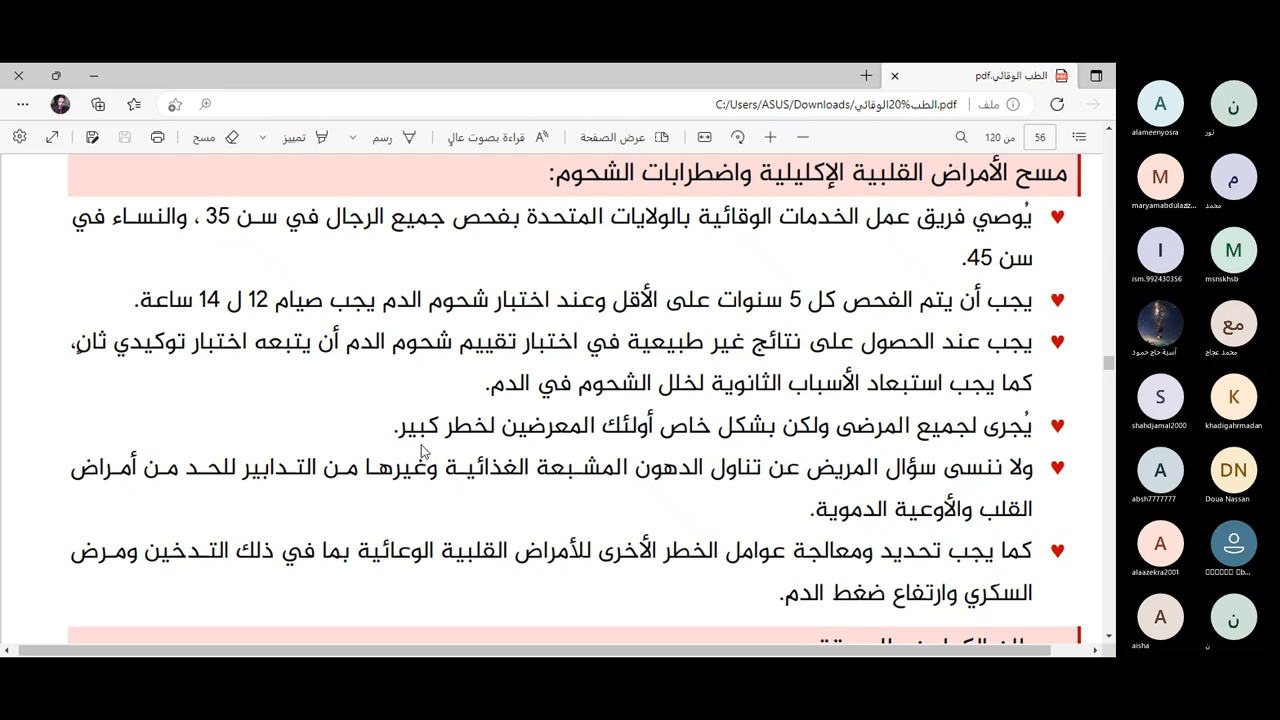 الطب الوقائي.pdf
ملف
C:/Users/ASUS/Downloads/الطب%20الوقائي.pdf
56
من 120
عرض الصفحة
قراءة بصوت عالٍ
رسم
تمييز
مسح
مسح الأمراض القلبية الإكليلية واضطرابات الشحوم:
يُوصي فريق عمل الخدمات الوقائية بالولايات المتحدة بفحص جميع الرجال في سن 35 ، والنساء في
سن 45.
يجب أن يتم الفحص كل 5 سنوات على الأقل وعند اختبار شحوم الدم يجب صيام 12 ل 14 ساعة.
يجب عند الحصول على نتائج غير طبيعية في اختبار تقييم شحوم الدم أن يتبعه اختبار توكيدي ثانٍ،
كما يجب استبعاد الأسباب الثانوية لخلل الشحوم في الدم.
يُجرى لجميع المرضى ولكن بشكل خاص أولئك المعرضين لخطر كبير.
ولا ننسى سؤال المريض عن تناول الدهون المشبعة الغذائية وغيرها من التدابير للحد من أمراض
القلب والأوعية الدموية.
كما يجب تحديد ومعالجة عوامل الخطر الأخرى للأمراض القلبية الوعائية بما في ذلك التدخين ومرض
السكري وارتفاع ضغط الدم.
A
alameenyosra
ن
نور
M
maryamabdulaziz...
م
محمد
I
ism.992430356
M
msnskhsb
آسية حاج حمود
مع
محمد عجاج
S
shahdjamal2000
K
khadigahrmadan
A
absh7777777
DN
Doua Nassan
A
alaazekra2001
A
aisha
ن
ن